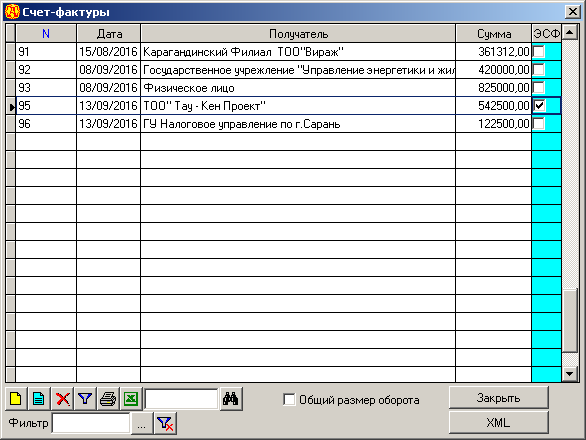 Счет-фактуры
N Дата Получатель Сумма ЭСФ
91 15/08/2016 Карагандинский Филиал ТОО"Вираж" 361312,00
92 08/09/2016 Государственное учреждение "Управление энергетики и жил 420000,00
93 08/09/2016 Физическое лицо 825000,00
95 13/09/2016 ТОО" Тау - Кен Проект" 542500,00
96 13/09/2016 ГУ Налоговое управление по г.Сарань 122500,00
Общий размер оборота Закрыть
Фильтр ... XML